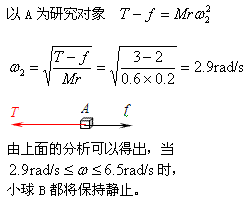 以 A 为研究对象 T − f = Mrω₂²
ω₂ = √((T − f)/(Mr)) = √((3 − 2)/(0.6 × 0.2)) = 2.9rad/s
T A f
由上面的分析可以得出，当
2.9rad/s ≤ ω ≤ 6.5rad/s 时，
小球 B 都将保持静止。